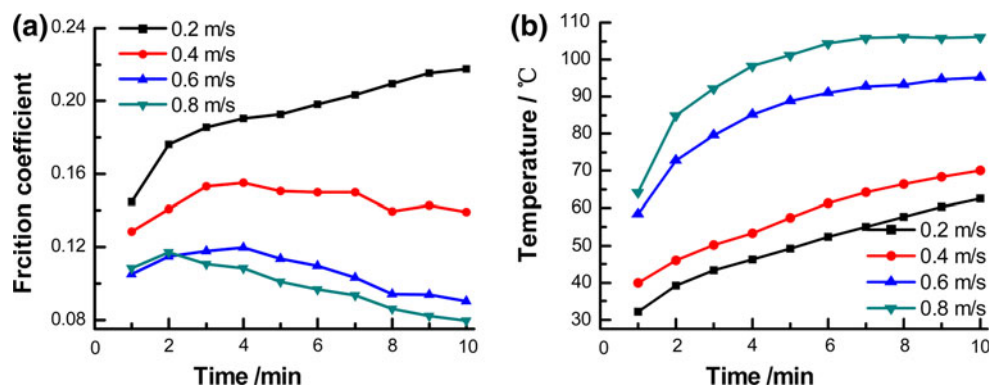 (a)
0.24
0.20
0.16
0.12
0.08
Frcition coefficient
0.2 m/s
0.4 m/s
0.6 m/s
0.8 m/s
0 2 4 6 8 10
Time /min
(b)
110
100
90
80
70
60
50
40
30
Temperature / ℃
0.2 m/s
0.4 m/s
0.6 m/s
0.8 m/s
0 2 4 6 8 10
Time /min